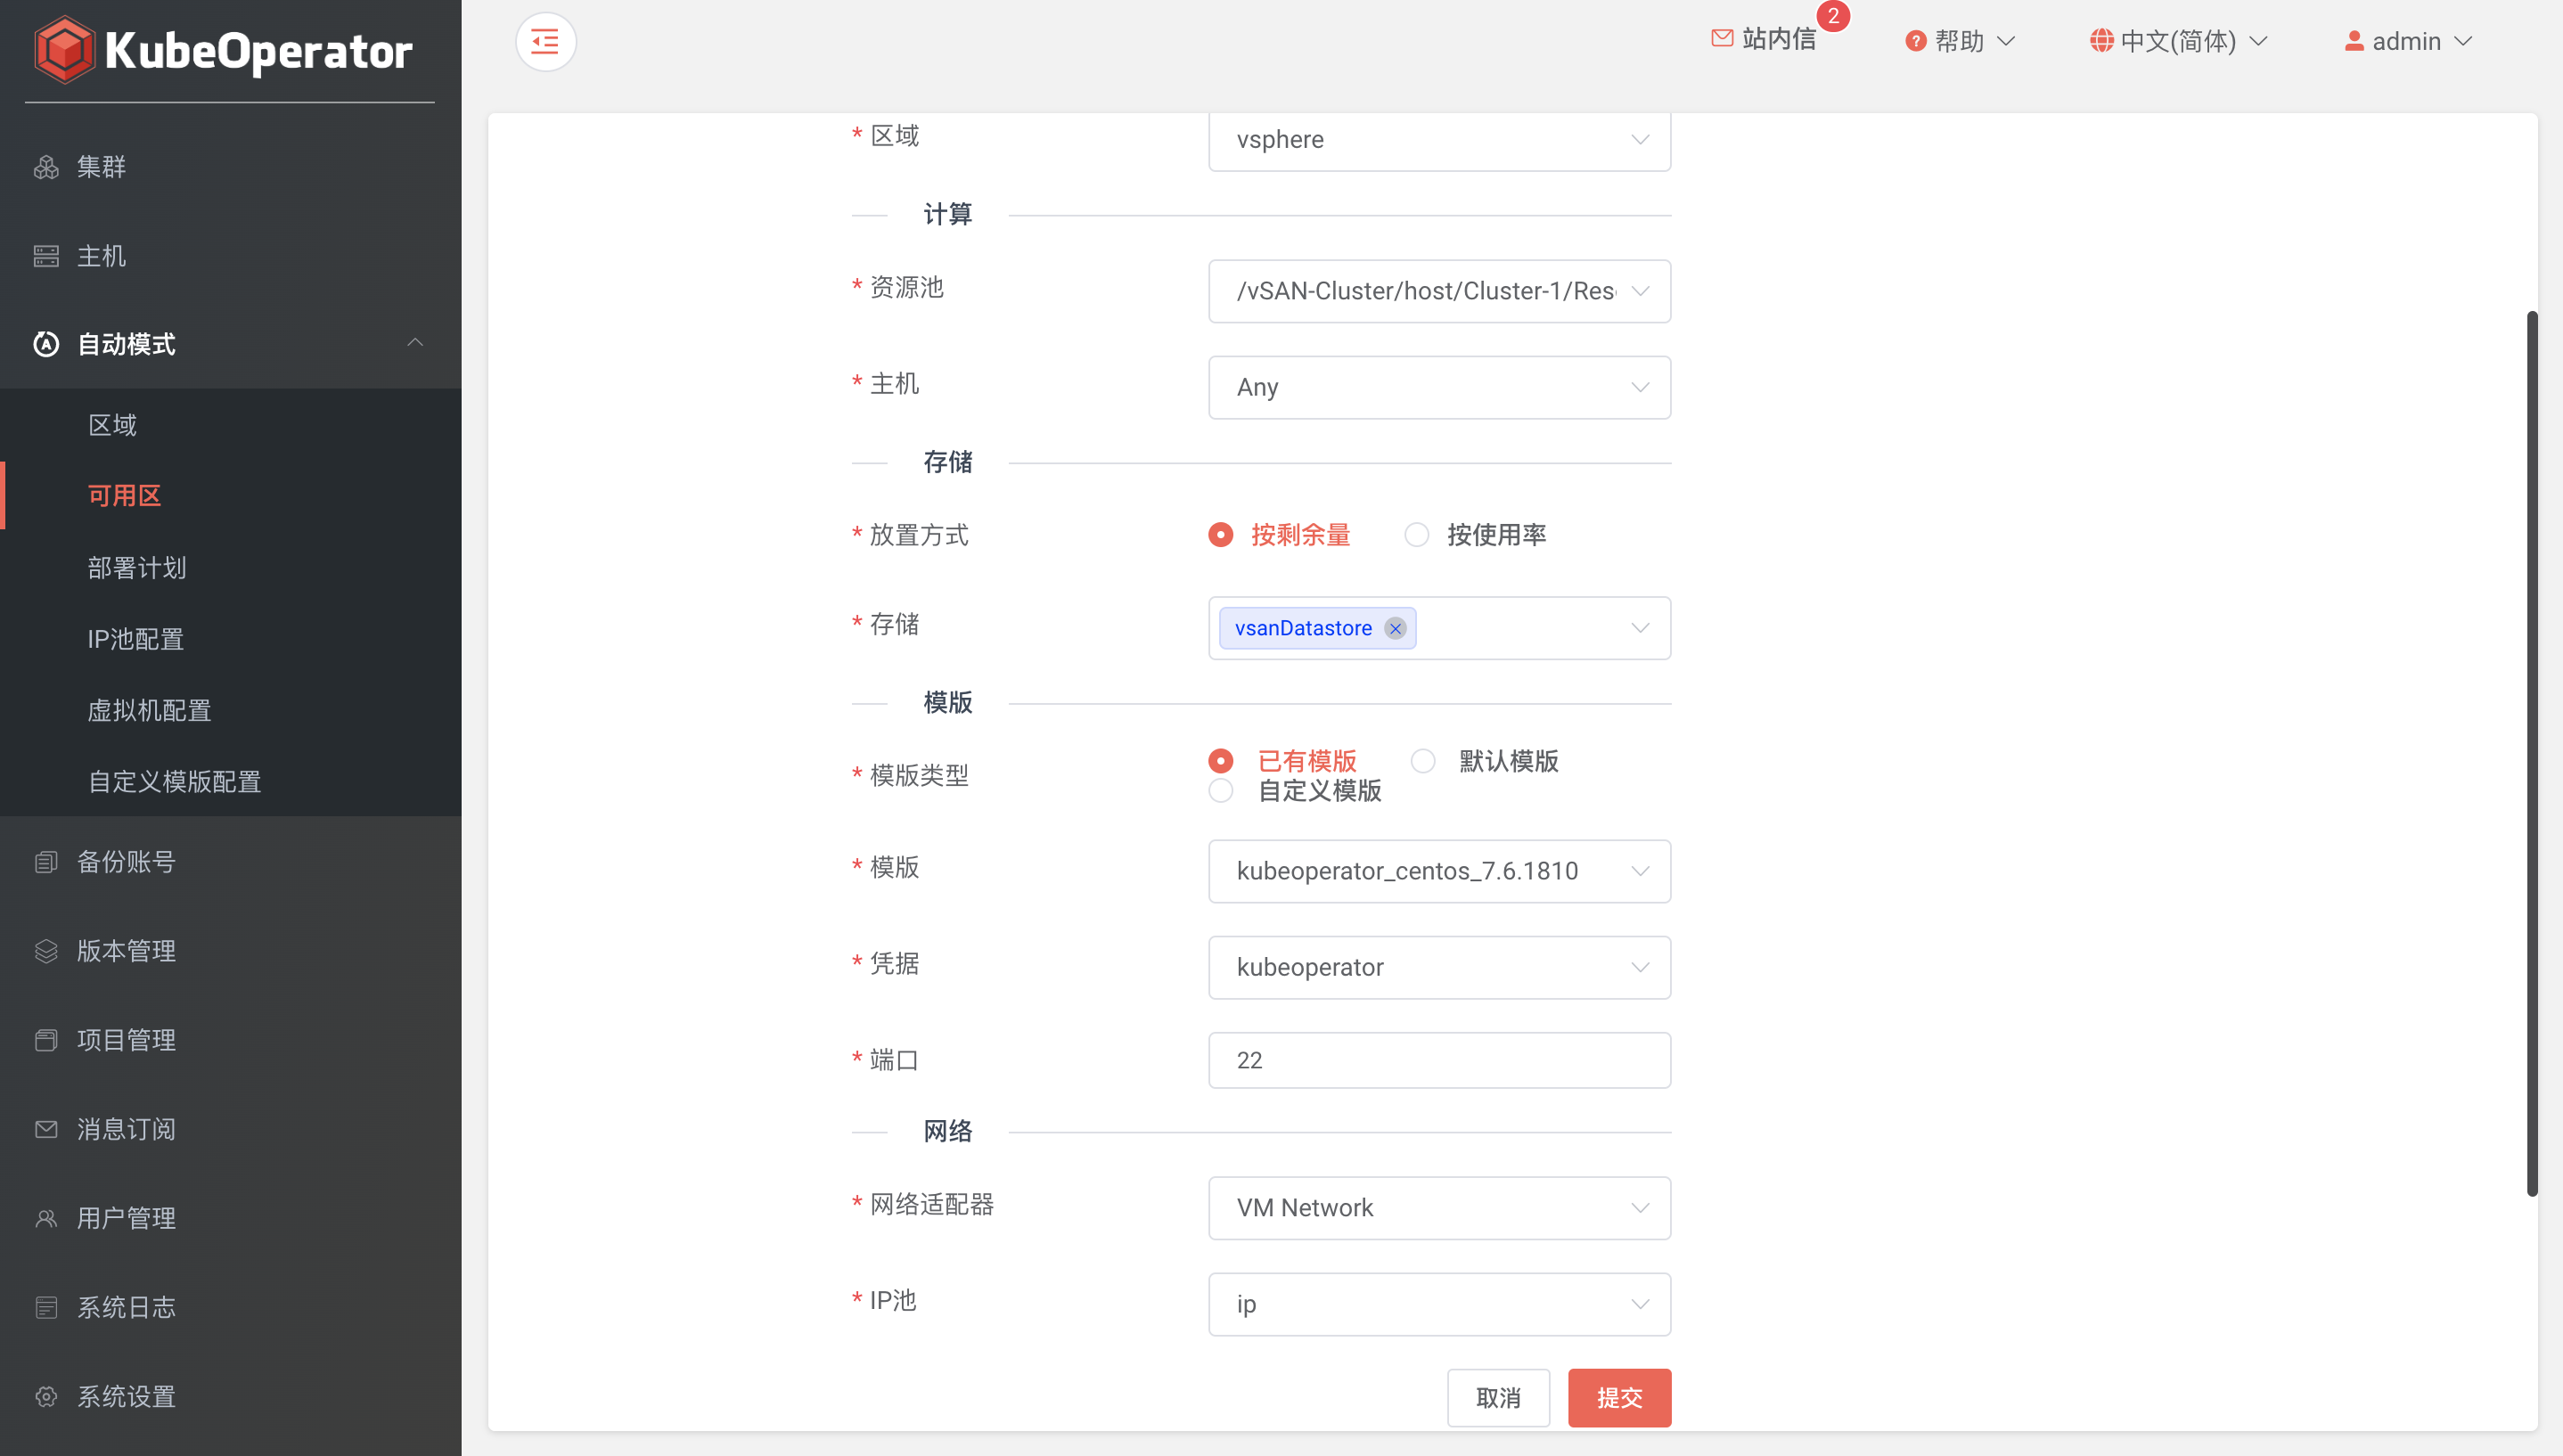 KubeOperator
集群
主机
自动模式
区域
可用区
部署计划
IP池配置
虚拟机配置
自定义模版配置
备份账号
版本管理
项目管理
消息订阅
用户管理
系统日志
系统设置
站内信 2
帮助
中文(简体)
admin
* 区域 vsphere
计算
* 资源池 /vSAN-Cluster/host/Cluster-1/Res
* 主机 Any
存储
* 放置方式 按剩余量 按使用率
* 存储 vsanDatastore
模版
* 模版类型 已有模版 默认模版
自定义模版
* 模版 kubeoperator_centos_7.6.1810
* 凭据 kubeoperator
* 端口 22
网络
* 网络适配器 VM Network
* IP池 ip
取消 提交